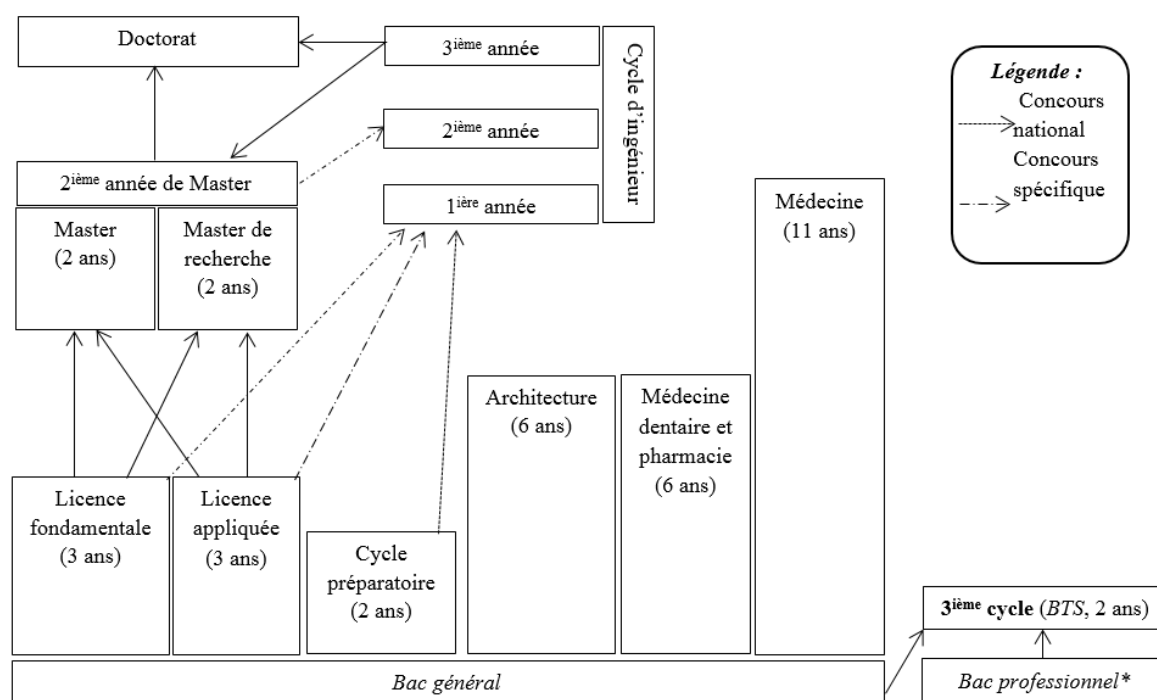 Doctorat
3ième année
2ième année
1ière année
Cycle d'ingénieur
Légende :
Concours
national
Concours
spécifique
2ième année de Master
Master
(2 ans)
Master de
recherche
(2 ans)
Médecine
(11 ans)
Architecture
(6 ans)
Médecine
dentaire et
pharmacie
(6 ans)
Licence
fondamentale
(3 ans)
Licence
appliquée
(3 ans)
Cycle
préparatoire
(2 ans)
3ième cycle (BTS, 2 ans)
Bac général
Bac professionnel*